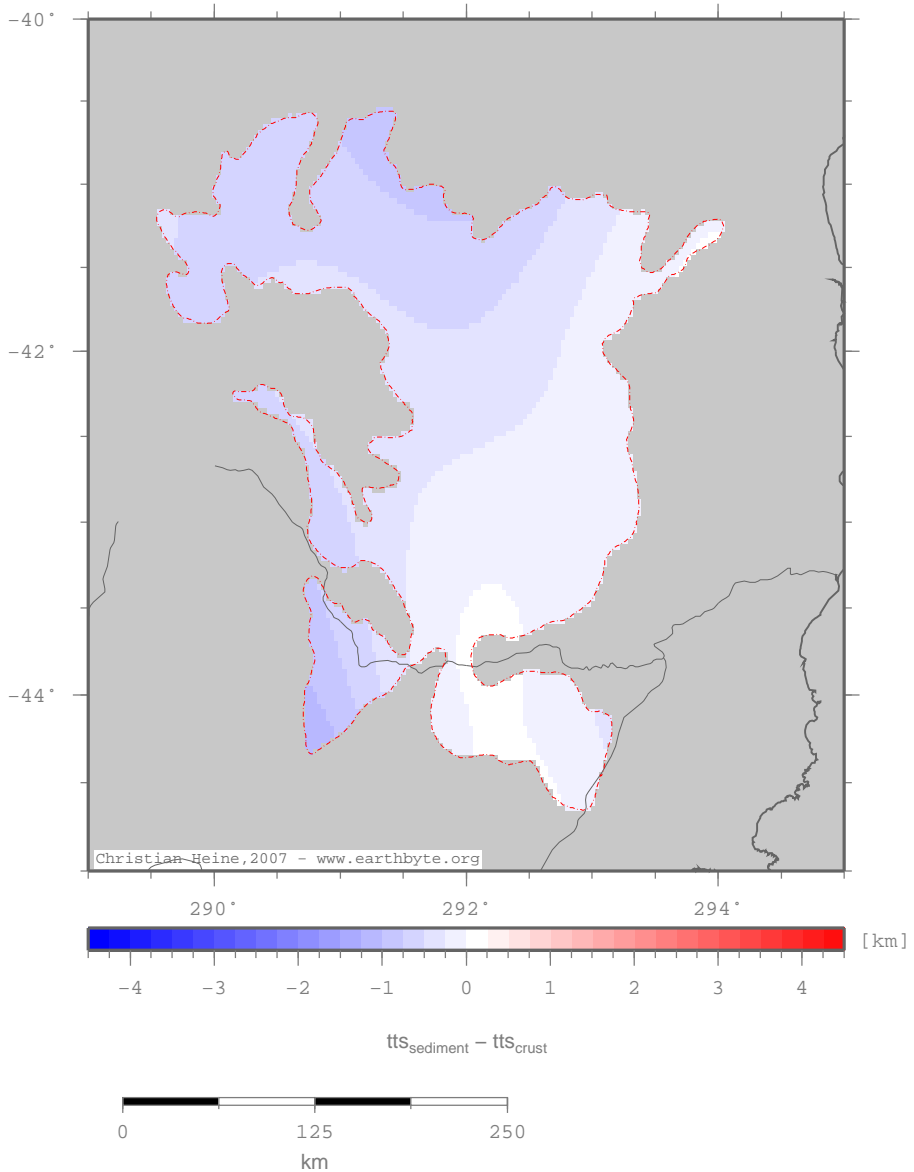 −40°
−42°
−44°
Christian Heine,2007 − www.earthbyte.org
290° 292° 294°
[km]
−4 −3 −2 −1 0 1 2 3 4
tts_sediment − tts_crust
0 125 250
km